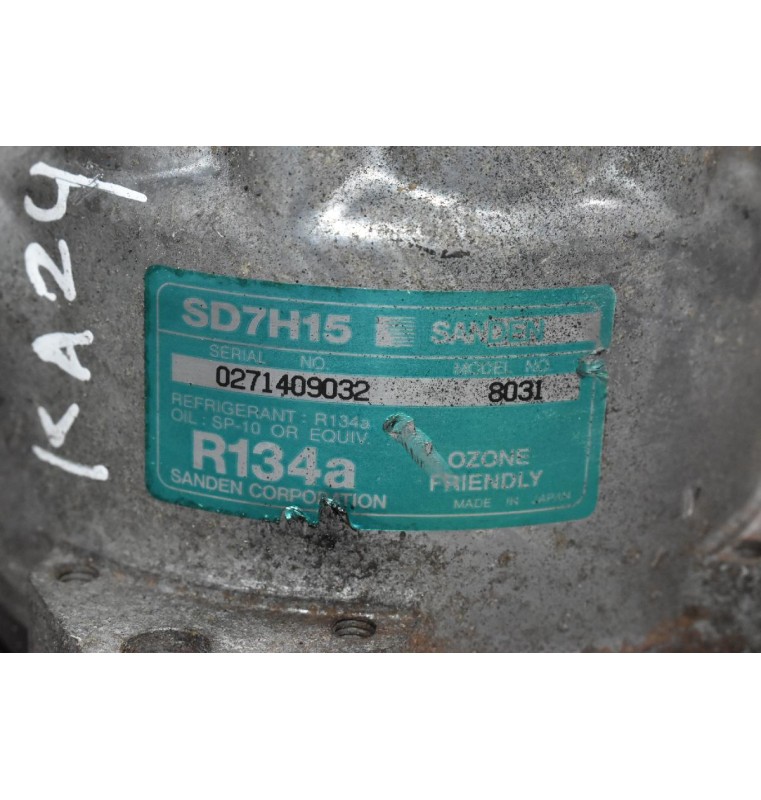 KA24
SD7H15 SANDEN
SERIAL NO. MODEL NO.
0271409032 8031
REFRIGERANT : R134a
OIL : SP-10 OR EQUIV.
R134a
SANDEN CORPORATION
OZONE
FRIENDLY
MADE IN JAPAN